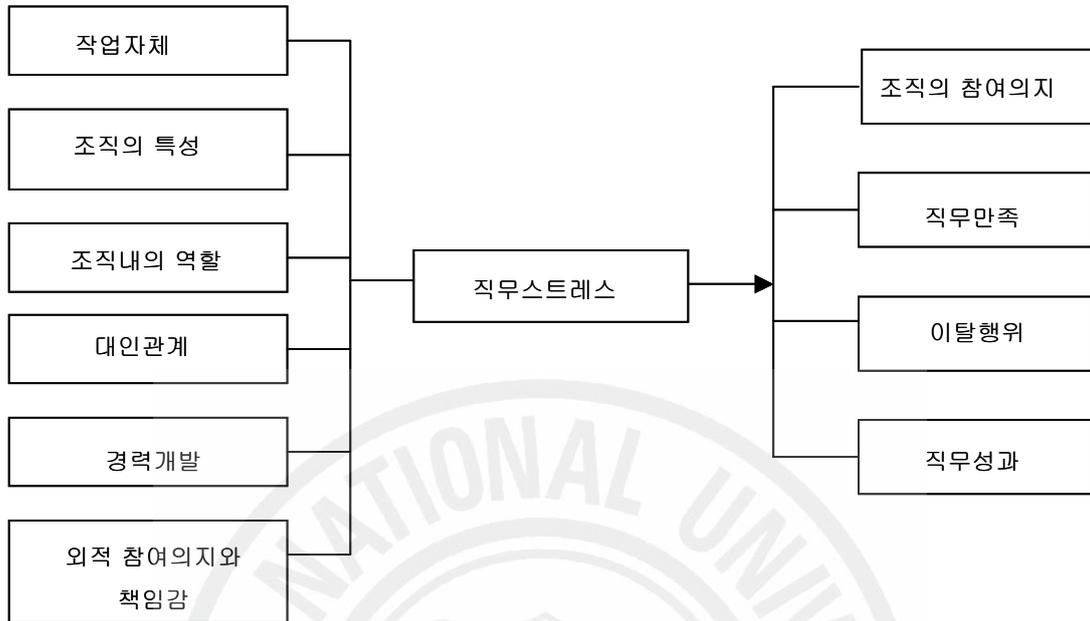 작업자체
조직의 특성
조직내의 역할
대인관계
경력개발
외적 참여의지와
책임감
직무스트레스
조직의 참여의지
직무만족
이탈행위
직무성과
NATIONAL UNIV